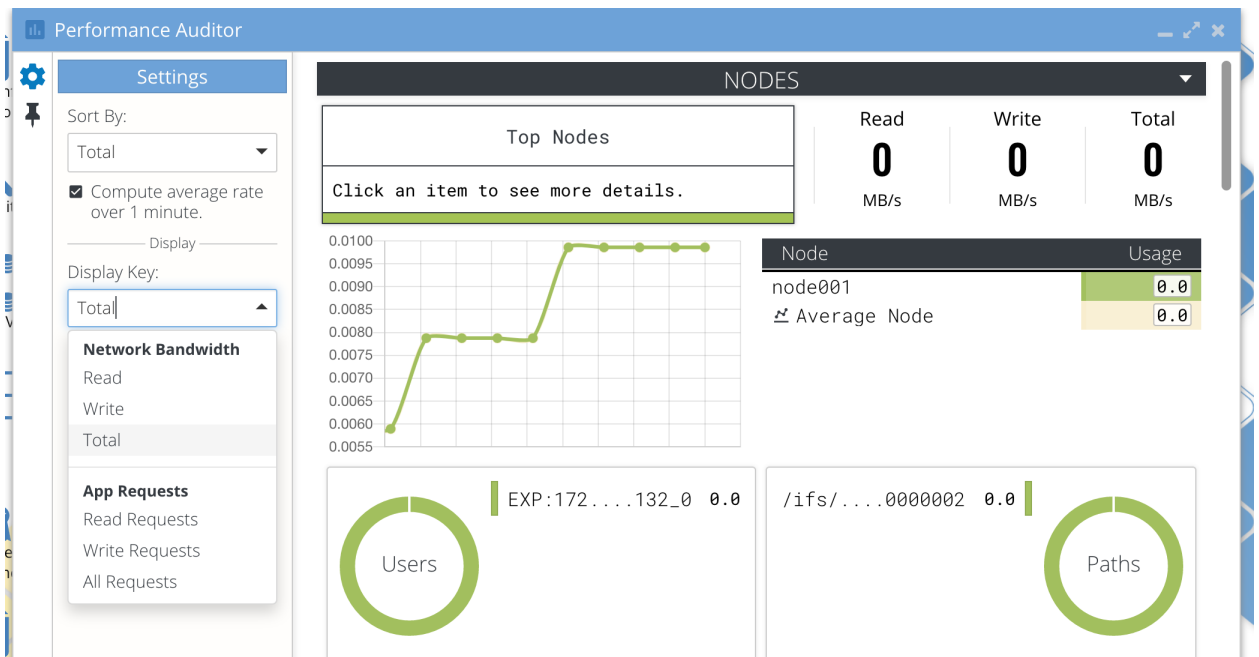 Performance Auditor
Settings
Sort By:
Total
Compute average rate
over 1 minute.
Display
Display Key:
Total
Network Bandwidth
Read
Write
Total
App Requests
Read Requests
Write Requests
All Requests
NODES
Top Nodes
Click an item to see more details.
Read
0
MB/s
Write
0
MB/s
Total
0
MB/s
0.0100
0.0095
0.0090
0.0085
0.0080
0.0075
0.0070
0.0065
0.0060
0.0055
Node Usage
node001 0.0
Average Node 0.0
Users
EXP:172....132_0 0.0
/ifs/....0000002 0.0
Paths